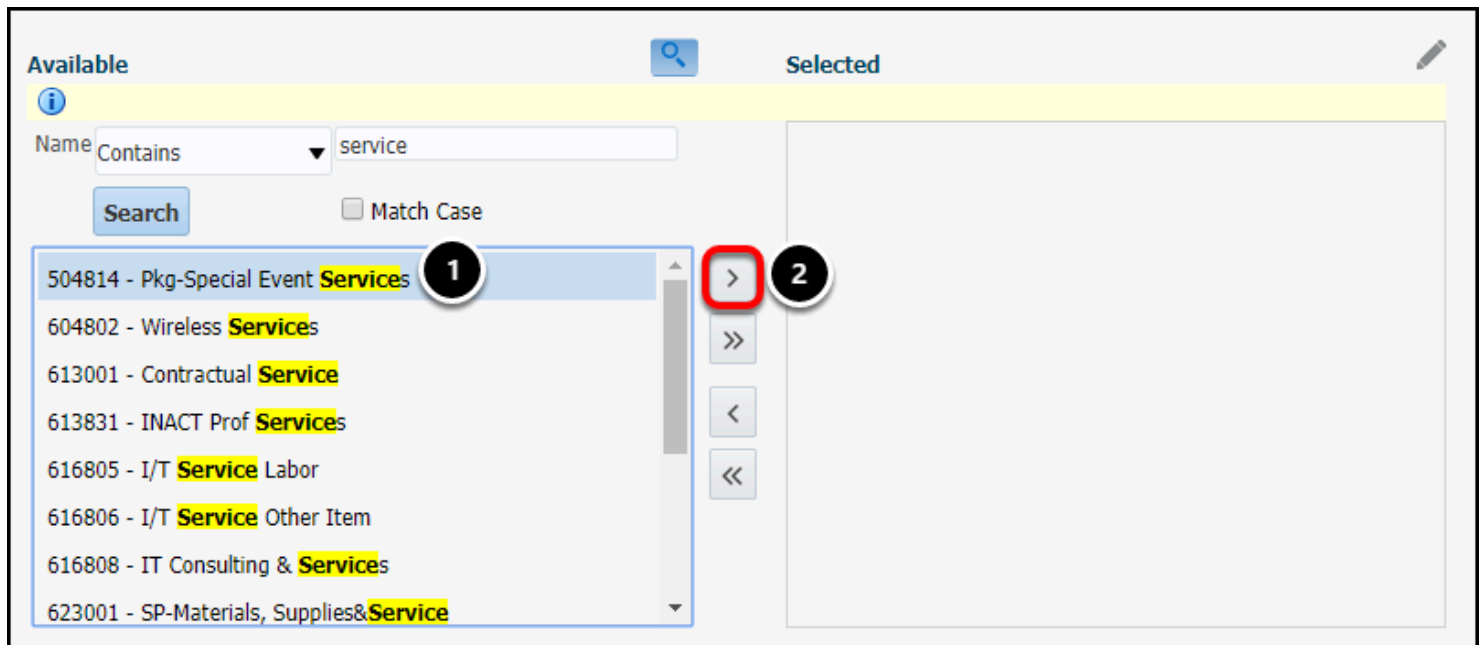 Available
Selected
Name Contains service
Search Match Case
504814 - Pkg-Special Event Services 1
> 2
604802 - Wireless Services
»
613001 - Contractual Service
613831 - INACT Prof Services
<
616805 - I/T Service Labor
«
616806 - I/T Service Other Item
616808 - IT Consulting & Services
623001 - SP-Materials, Supplies&Service